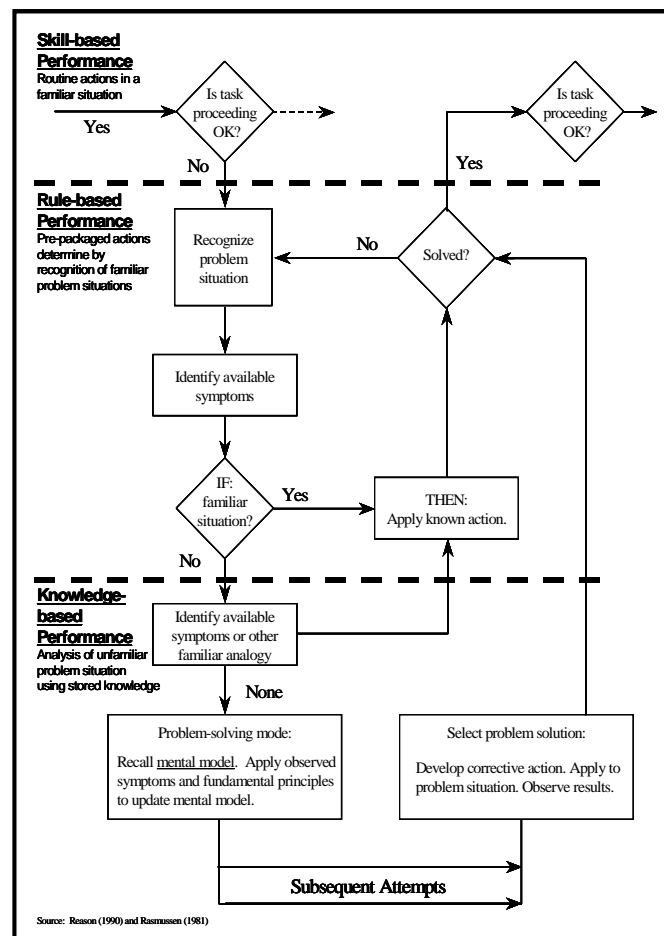 Skill-based
Performance
Routine actions in a
familiar situation
Yes
Is task
proceeding
OK?
No
Is task
proceeding
OK?
Yes
Rule-based
Performance
Pre-packaged actions
determine by
recognition of familiar
problem situations
Recognize
problem
situation
No
Solved?
Identify available
symptoms
IF:
familiar
situation?
Yes
THEN:
Apply known action.
No
Knowledge-
based
Performance
Analysis of unfamiliar
problem situation
using stored knowledge
Identify available
symptoms or other
familiar analogy
None
Problem-solving mode:
Recall mental model. Apply observed
symptoms and fundamental principles
to update mental model.
Select problem solution:
Develop corrective action. Apply to
problem situation. Observe results.
Subsequent Attempts
Source: Reason (1990) and Rasmussen (1981)